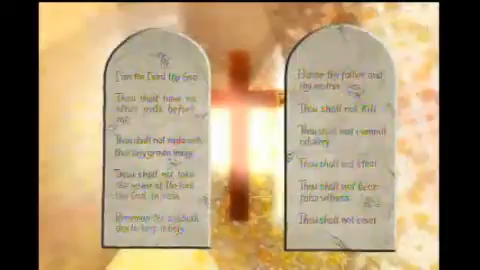 I am the Lord thy God
Thou shalt have no
other gods before
me
Thou shalt not make unto
thee any graven image
Thou shalt not take
the name of the Lord
thy God in vain
Remember the sabbath
day to keep it holy
Honor thy father and
thy mother
Thou shalt not kill
Thou shalt not commit
adultery
Thou shalt not steal
Thou shalt not bear
false witness
Thou shalt not covet